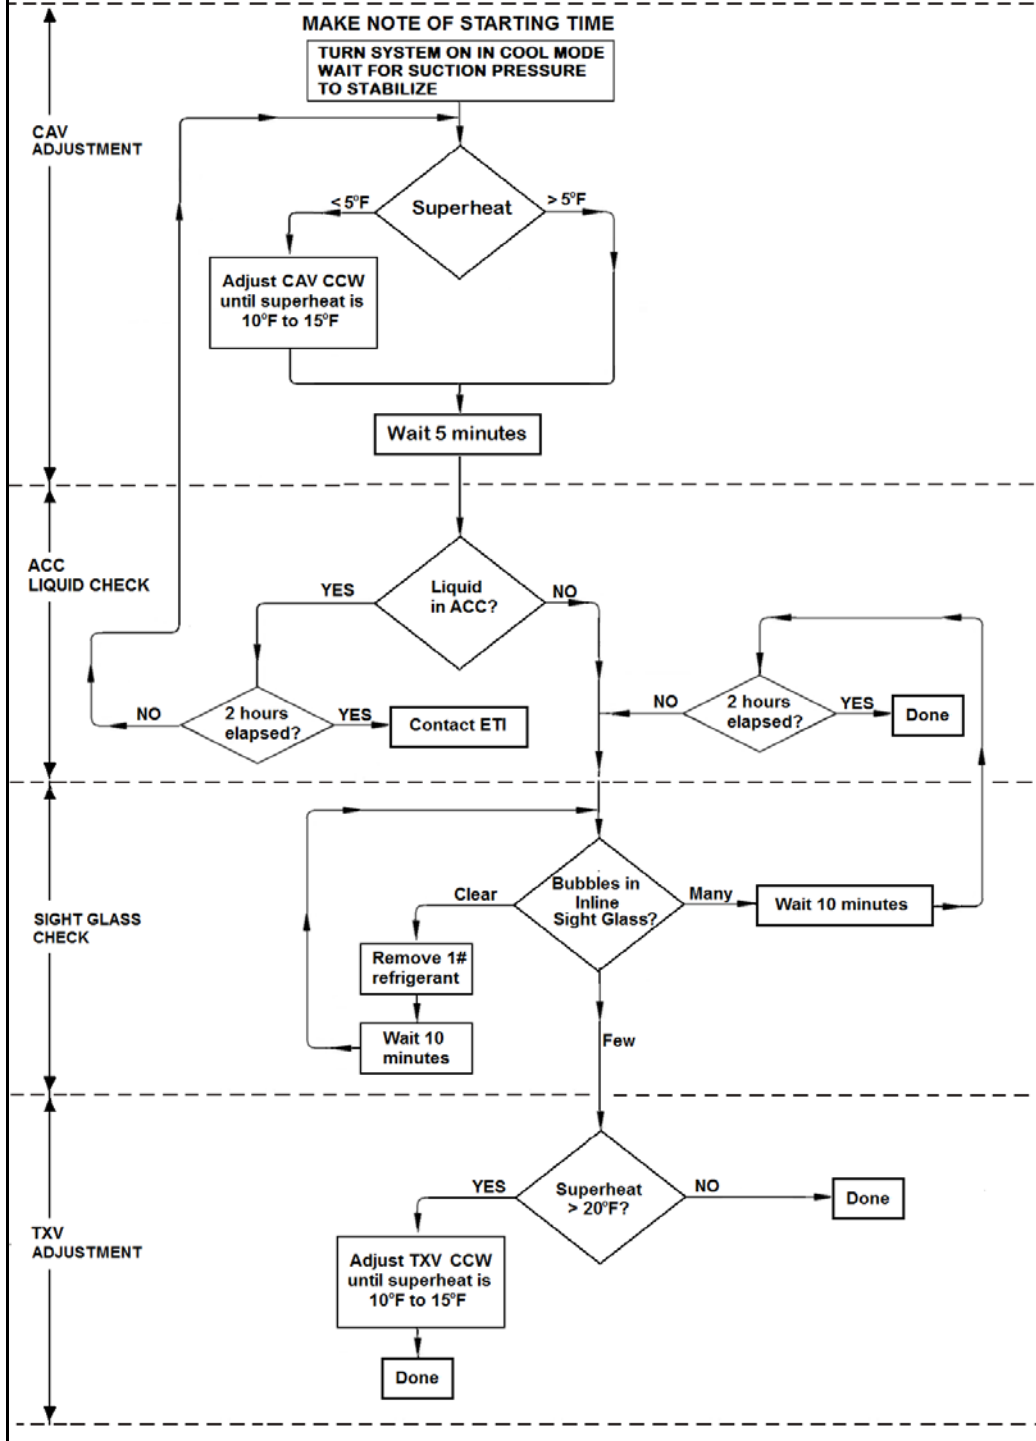 MAKE NOTE OF STARTING TIME
TURN SYSTEM ON IN COOL MODE
WAIT FOR SUCTION PRESSURE
TO STABILIZE
CAV
ADJUSTMENT
< 5°F
Superheat
> 5°F
Adjust CAV CCW
until superheat is
10°F to 15°F
Wait 5 minutes
ACC
LIQUID CHECK
YES
Liquid
in ACC?
NO
NO
2 hours
elapsed?
YES
Contact ETI
NO
2 hours
elapsed?
YES
Done
SIGHT GLASS
CHECK
Clear
Bubbles in
Inline
Sight Glass?
Many
Wait 10 minutes
Remove 1#
refrigerant
Wait 10
minutes
Few
TXV
ADJUSTMENT
YES
Superheat
> 20°F?
NO
Done
Adjust TXV CCW
until superheat is
10°F to 15°F
Done